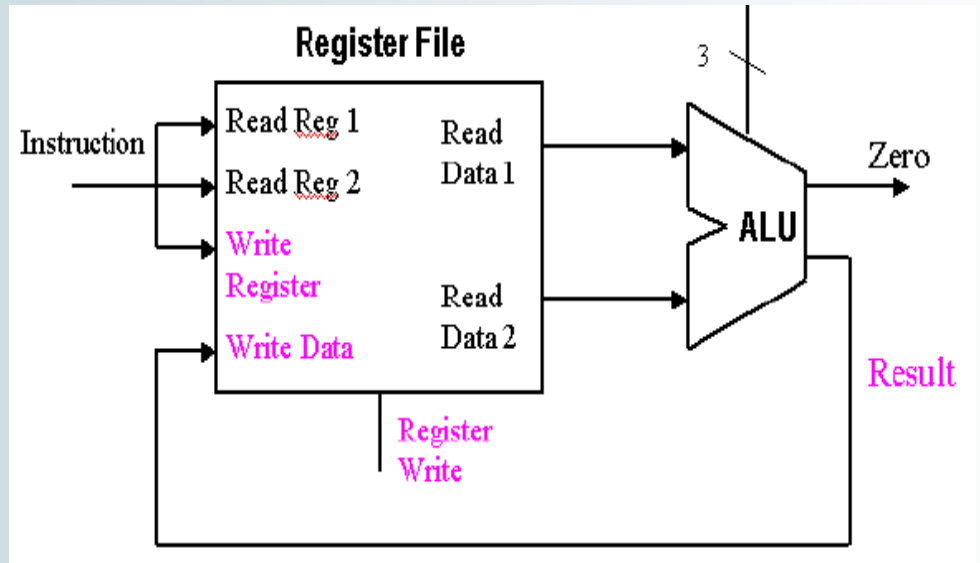 Register File
3
Instruction
Read Reg 1
Read Reg 2
Write
Register
Write Data
Read
Data 1
Read
Data 2
Register
Write
ALU
Zero
Result